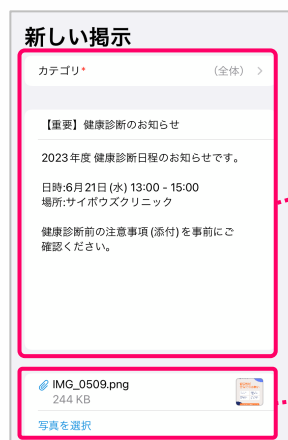 新しい掲示
カテゴリ* (全体) >
【重要】健康診断のお知らせ
2023年度 健康診断日程のお知らせです。
日時:6月21日(水) 13:00 - 15:00
場所:サイボウズクリニック
健康診断前の注意事項(添付)を事前にご
確認ください。
IMG_0509.png
244 KB
写真を選択